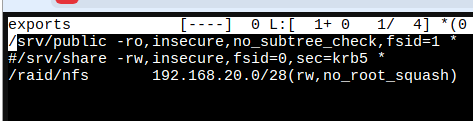 exports [----] 0 L:[ 1+ 0 1/ 4] *(0
/srv/public -ro,insecure,no_subtree_check,fsid=1 *
#/srv/share -rw,insecure,fsid=0,sec=krb5 *
/raid/nfs 192.168.20.0/28(rw,no_root_squash)